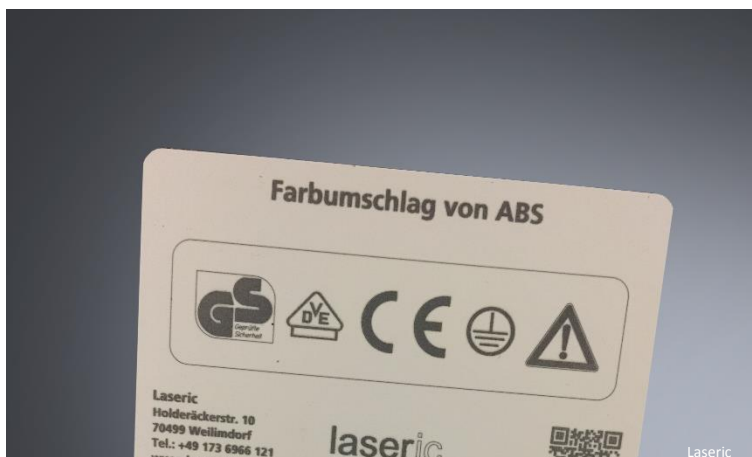 Farbumschlag von ABS
GS
Geprüfte
Sicherheit
DVE
CE
Laseric
Holderäckerstr. 10
70499 Weilimdorf
Tel.: +49 173 6966 121
laseric
Laseric